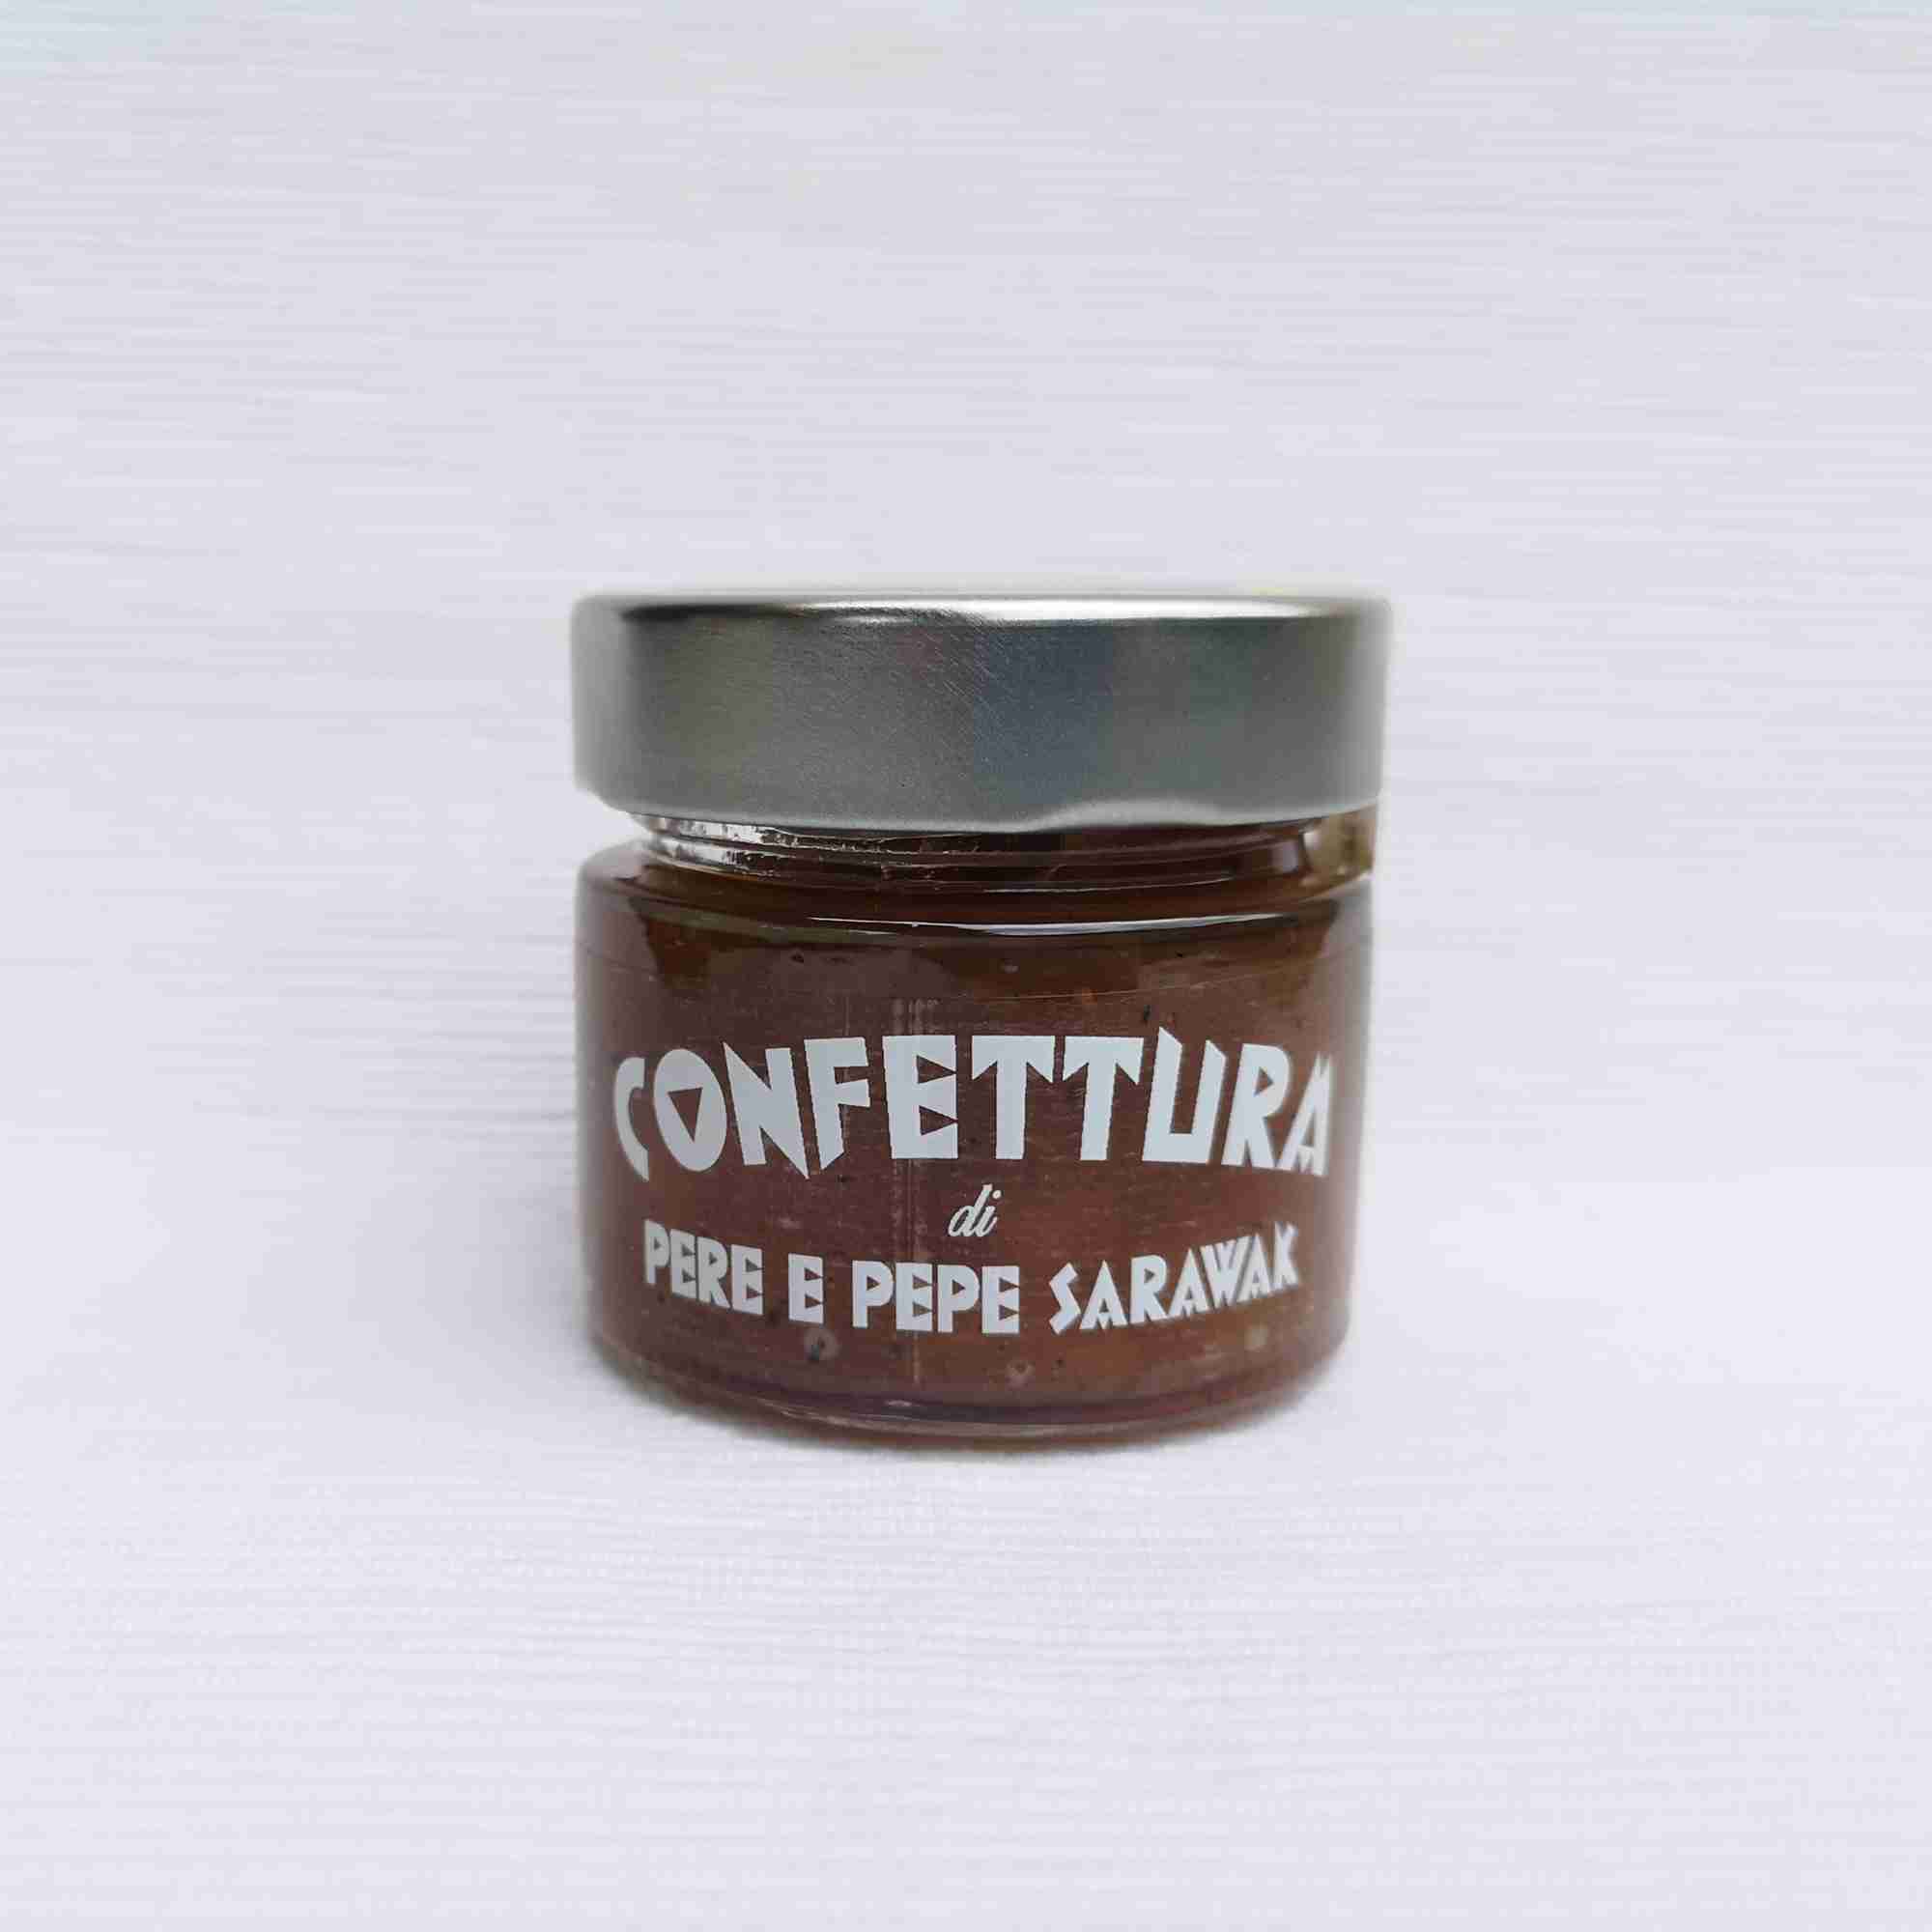 CONFETTURA
di
PERE E PEPE SARAWAK